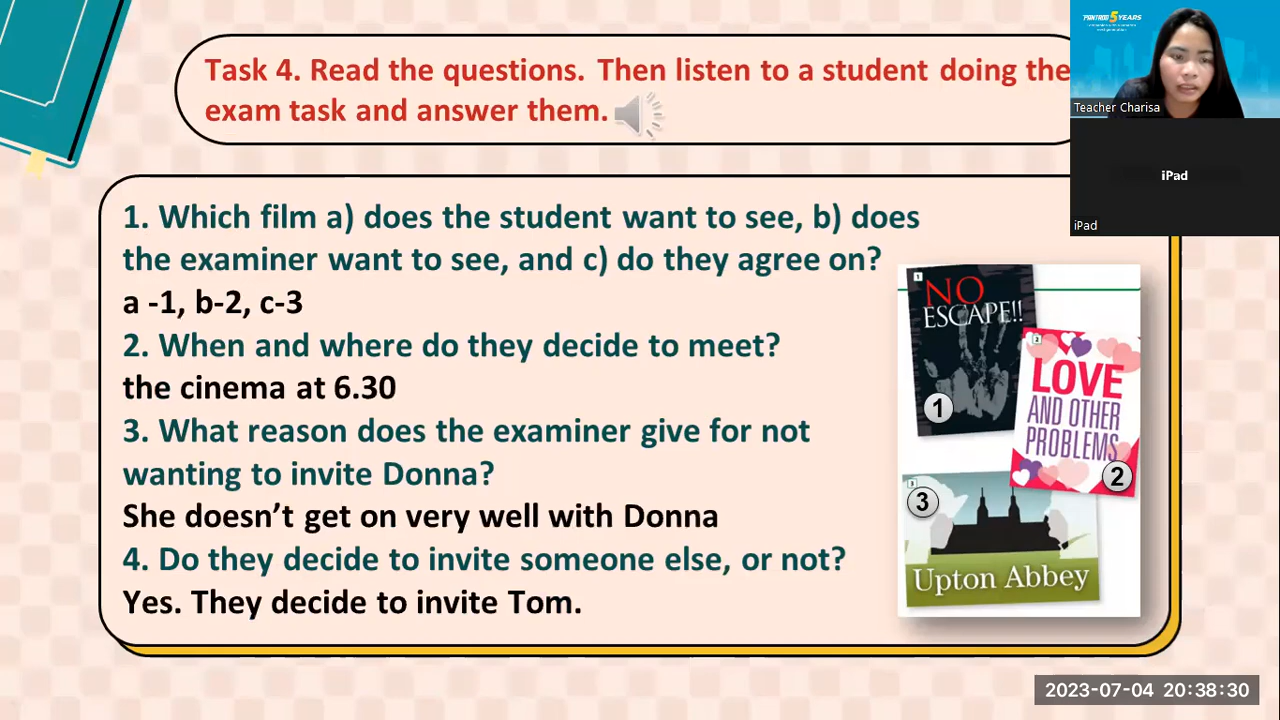 Task 4. Read the questions. Then listen to a student doing the
exam task and answer them.
1. Which film a) does the student want to see, b) does
the examiner want to see, and c) do they agree on?
a -1, b-2, c-3
2. When and where do they decide to meet?
the cinema at 6.30
3. What reason does the examiner give for not
wanting to invite Donna?
She doesn’t get on very well with Donna
4. Do they decide to invite someone else, or not?
Yes. They decide to invite Tom.
1
NO
ESCAPE!!
1
2
LOVE
AND OTHER
PROBLEMS
2
3
3
Upton Abbey
5 YEARS
Teacher Charisa
iPad
iPad
2023-07-04 20:38:30